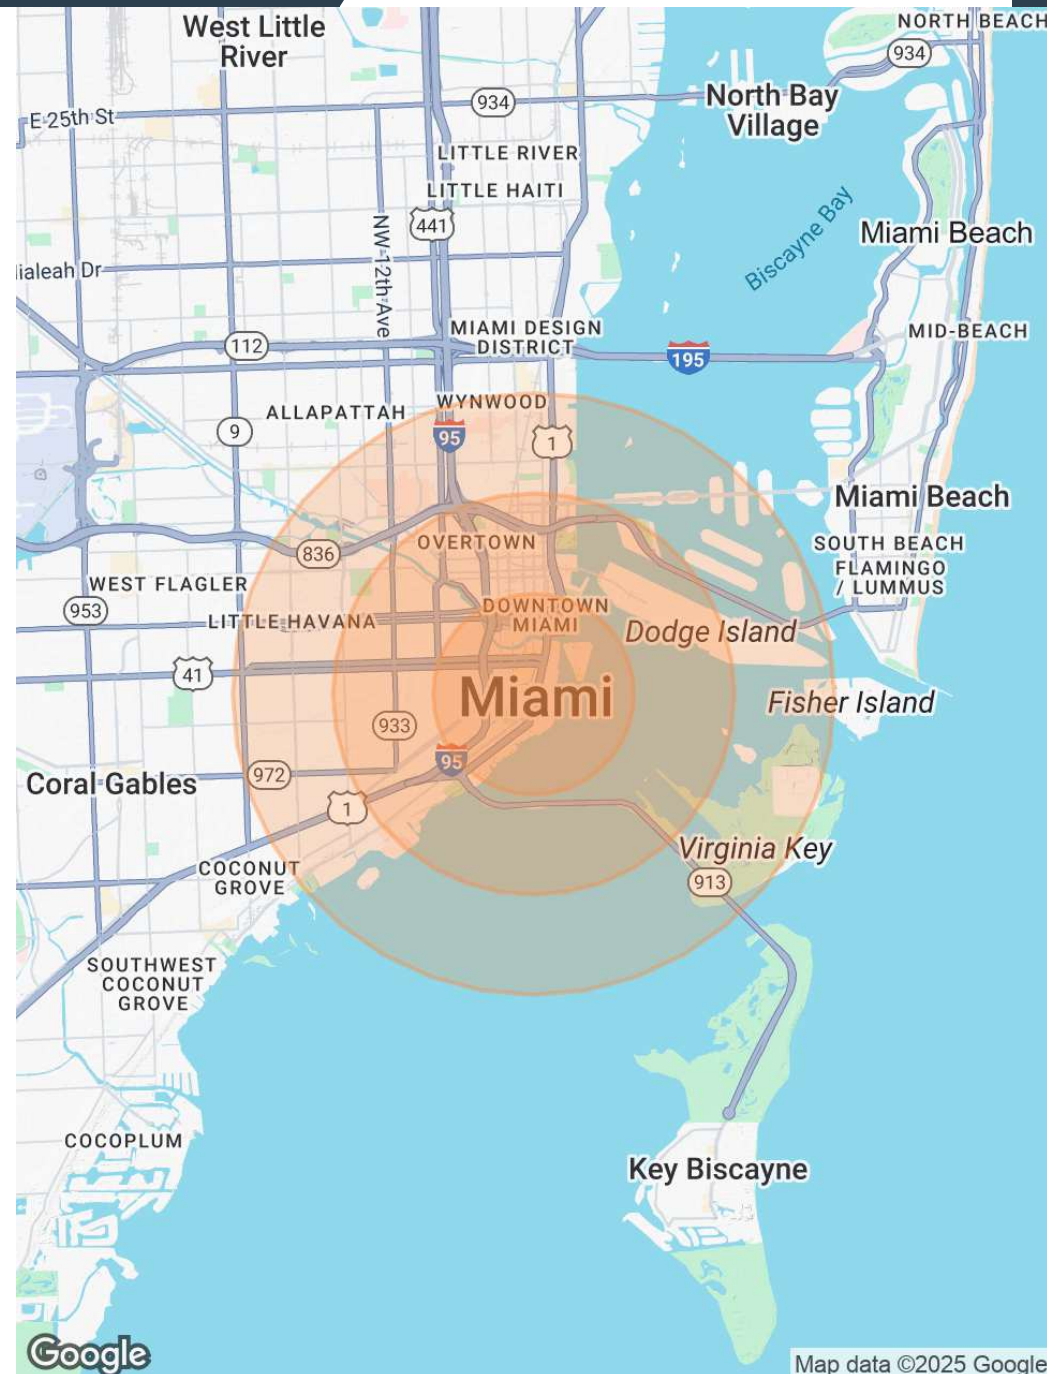 West Little
River
NORTH BEACH
934
North Bay
Village
934
E 25th St
LITTLE RIVER
LITTLE HAITI
441
NW 12th Ave
Biscayne Bay
Miami Beach
ialeah Dr
MIAMI DESIGN
DISTRICT
112
195
MID-BEACH
WYNWOOD
ALLAPATTAH
9
95
1
Miami Beach
OVERTOWN
836
SOUTH BEACH
FLAMINGO
/ LUMMUS
WEST FLAGLER
953
LITTLE HAVANA
DOWNTOWN
MIAMI
Dodge Island
41
Miami
Fisher Island
933
95
972
Coral Gables
1
Virginia Key
COCONUT
GROVE
913
SOUTHWEST
COCONUT
GROVE
COCOPLUM
Key Biscayne
Google
Map data ©2025 Google